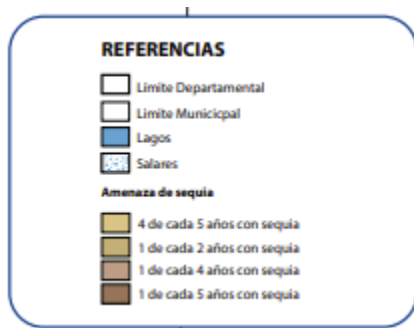 REFERENCIAS
Limite Departamental
Limite Municicpal
Lagos
Salares
Amenaza de sequia
4 de cada 5 años con sequia
1 de cada 2 años con sequia
1 de cada 4 años con sequia
1 de cada 5 años con sequia